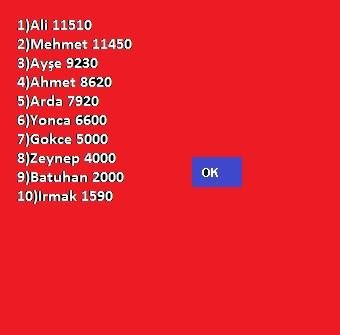 1)Ali 11510
2)Mehmet 11450
3)Ayşe 9230
4)Ahmet 8620
5)Arda 7920
6)Yonca 6600
7)Gokce 5000
8)Zeynep 4000
9)Batuhan 2000
10)Irmak 1590
OK